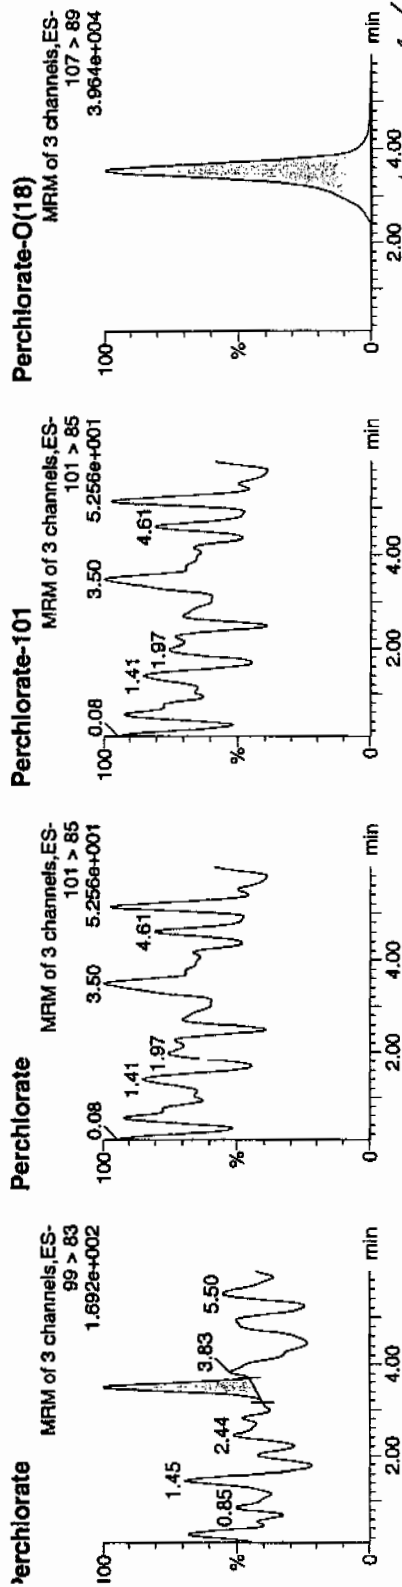 Perchlorate
MRM of 3 channels,ES-
99 > 83
1.692e+002
100
%
0.85
1.45
2.44
3.83
5.50
2.00
4.00
min
Perchlorate
MRM of 3 channels,ES-
101 > 85
5.256e+001
100
%
0
0.08
1.41
1.97
3.50
4.61
2.00
4.00
min
Perchlorate-101
MRM of 3 channels,ES-
101 > 85
5.256e+001
100
%
0
0.08
1.41
1.97
3.50
4.61
2.00
4.00
min
Perchlorate-O(18)
MRM of 3 channels,ES-
107 > 89
3.964e+004
100
%
0
2.00
4.00
min